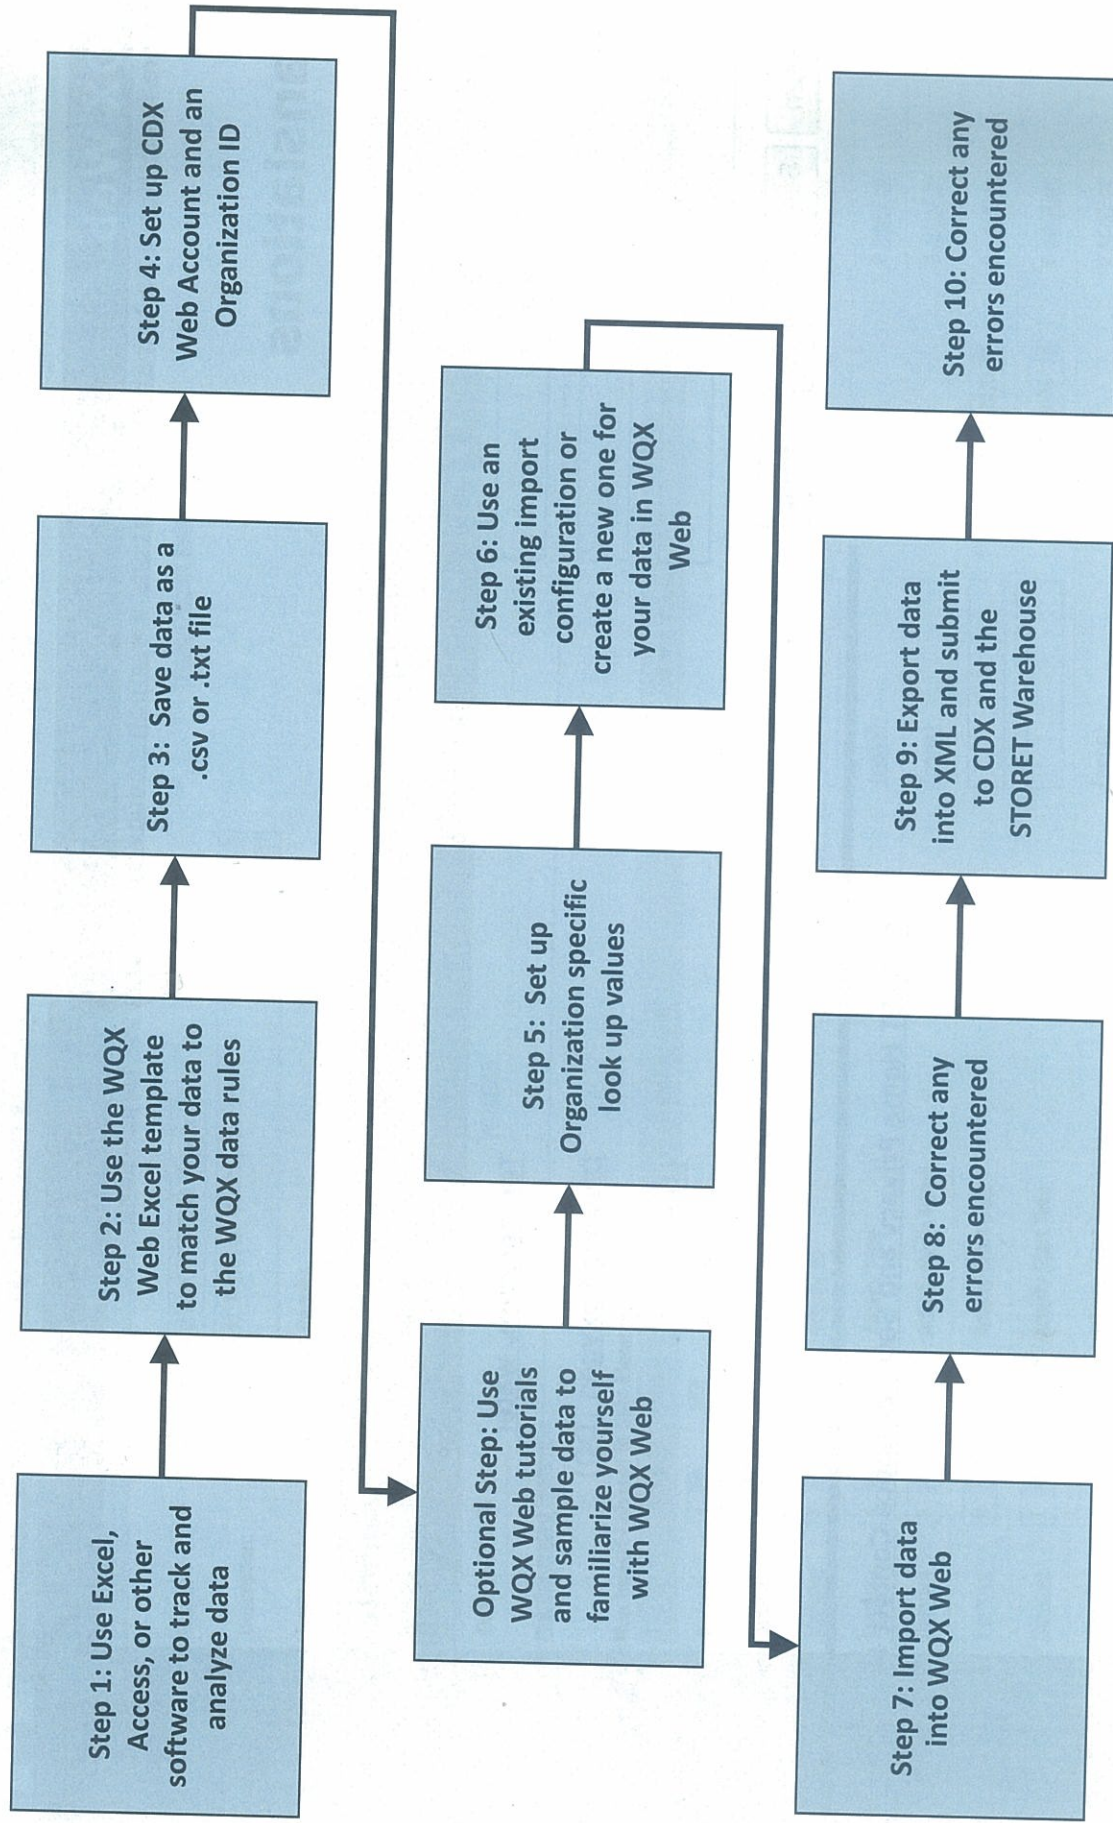 Step 1: Use Excel,
Access, or other
software to track and
analyze data
Step 2: Use the WQX
Web Excel template
to match your data to
the WQX data rules
Step 3:  Save data as a
.csv or .txt file
Step 4: Set up CDX
Web Account and an
Organization ID
Optional Step: Use
WQX Web tutorials
and sample data to
familiarize yourself
with WQX Web
Step 5:  Set up
Organization specific
look up values
Step 6: Use an
existing import
configuration or
create a new one for
your data in WQX
Web
Step 7: Import data
into WQX Web
Step 8:  Correct any
errors encountered
Step 9: Export data
into XML and submit
to CDX and the
STORET Warehouse
Step 10: Correct any
errors encountered